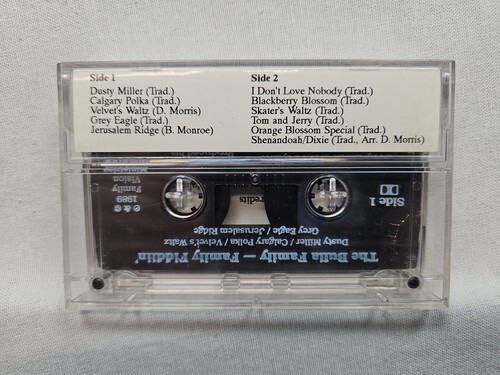 Side 1
Dusty Miller (Trad.)
Calgary Polka (Trad.)
Velvet's Waltz (D. Morris)
Grey Eagle (Trad.)
Jerusalem Ridge (B. Monroe)
Side 2
I Don't Love Nobody (Trad.)
Blackberry Blossom (Trad.)
Skater's Waltz (Trad.)
Tom and Jerry (Trad.)
Orange Blossom Special (Trad.)
Shenandoah/Dixie (Trad., Arr. D. Morris)
The Bulla Family — Family Fiddlin'
Dusty Miller / Calgary Polka / Velvet's Waltz
Grey Eagle / Jerusalem Ridge
Side 1
1989
Family
Vision